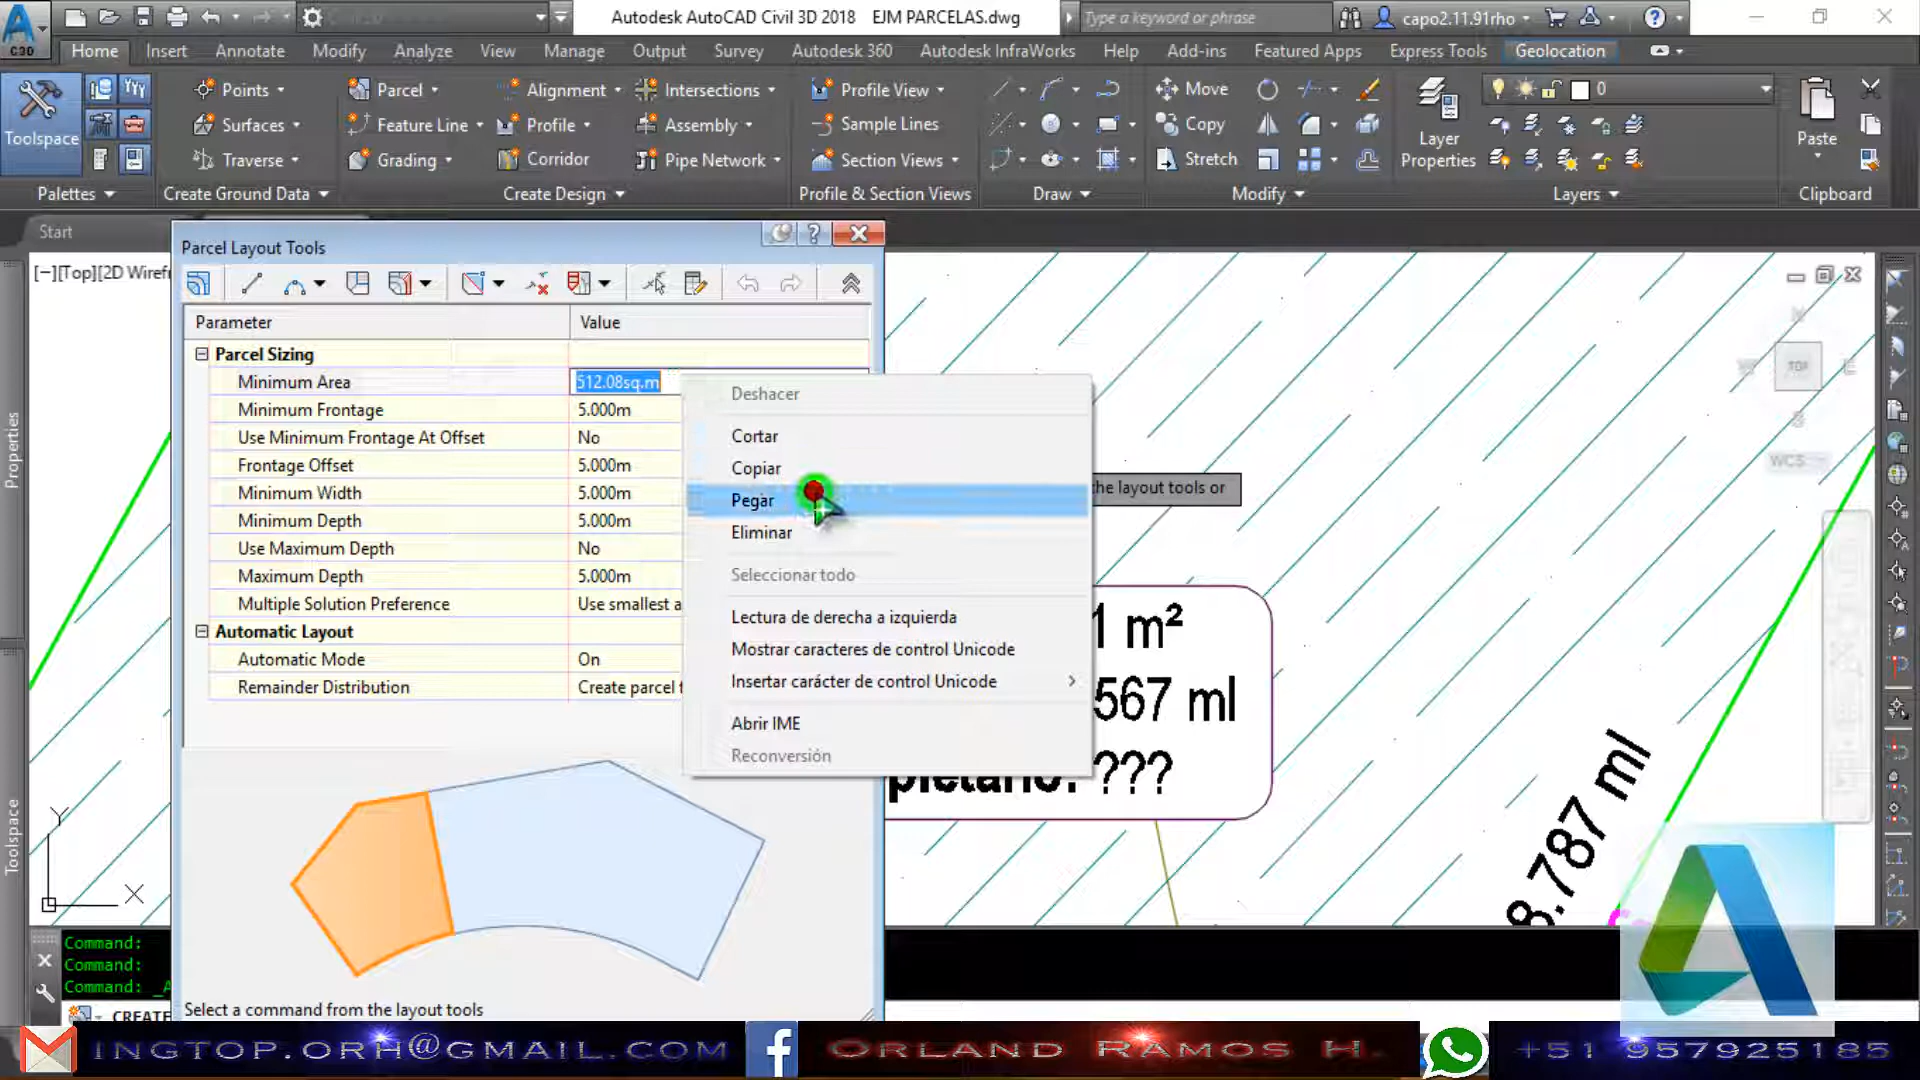 Autodesk AutoCAD Civil 3D 2018 EJM PARCELAS.dwg
Type a keyword or phrase
capo2.11.91rho
C3D
Home Insert Annotate Modify Analyze View Manage Output Survey Autodesk 360 Autodesk InfraWorks Help Add-ins Featured Apps Express Tools Geolocation
Toolspace
Points
Surfaces
Traverse
Parcel
Feature Line
Grading
Alignment
Profile
Corridor
Intersections
Assembly
Pipe Network
Profile View
Sample Lines
Section Views
Move
Copy
Stretch
Layer
Properties
0
Paste
Palettes
Create Ground Data
Create Design
Profile & Section Views
Draw
Modify
Layers
Clipboard
Start
[−][Top][2D Wirefr
Properties
Toolspace
Parcel Layout Tools
Parameter Value
Parcel Sizing
Minimum Area 512.08sq.m
Minimum Frontage 5.000m
Use Minimum Frontage At Offset No
Frontage Offset 5.000m
Minimum Width 5.000m
Minimum Depth 5.000m
Use Maximum Depth No
Maximum Depth 5.000m
Multiple Solution Preference Use smallest a
Automatic Layout
Automatic Mode On
Remainder Distribution Create parcel f
Select a command from the layout tools
Deshacer
Cortar
Copiar
Pegar
Eliminar
Seleccionar todo
Lectura de derecha a izquierda
Mostrar caracteres de control Unicode
Insertar carácter de control Unicode
Abrir IME
Reconversión
the layout tools or
1 m²
567 ml
pietario: ???
8.787 ml
TOP
S
WCS
Y
X
Command:
Command:
Command: _A
CREATE
INGTOP.ORH@GMAIL.COM
ORLAND RAMOS H.
+51 957925185